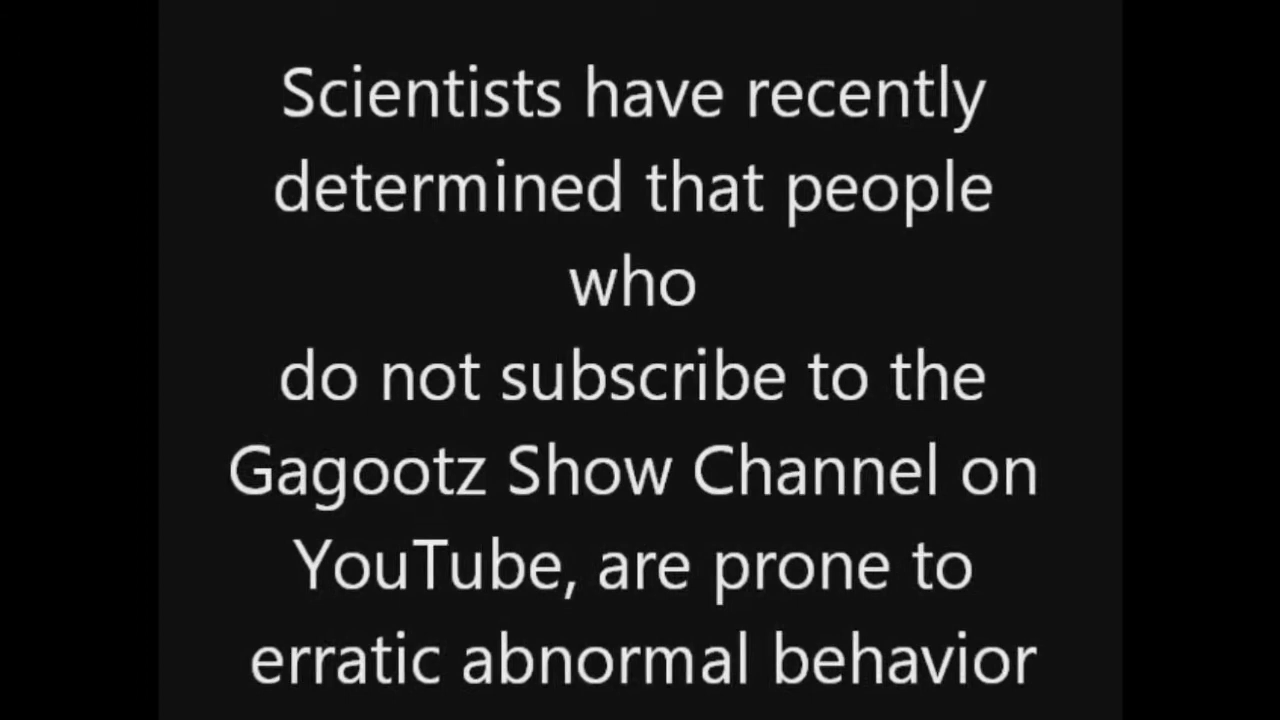 Scientists have recently
determined that people
who
do not subscribe to the
Gagootz Show Channel on
YouTube, are prone to
erratic abnormal behavior